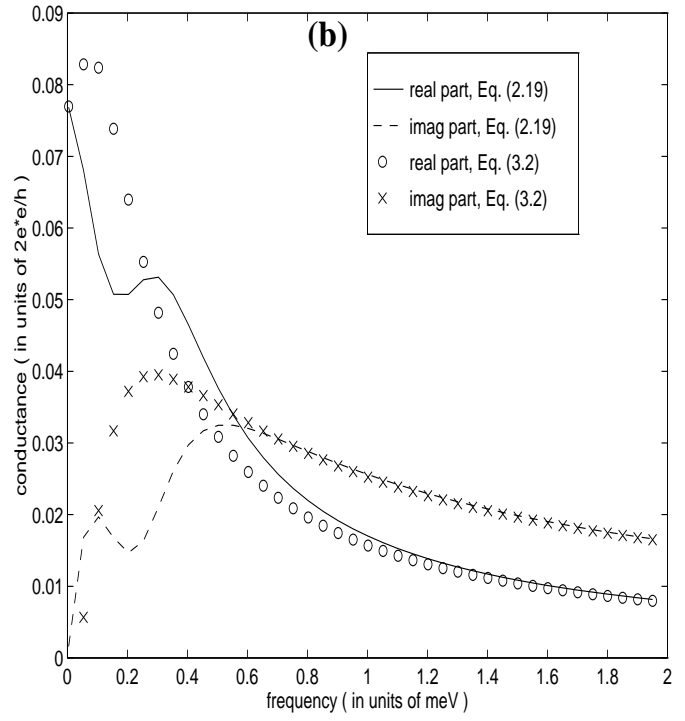 (b)
real part, Eq. (2.19)
imag part, Eq. (2.19)
real part, Eq. (3.2)
imag part, Eq. (3.2)
conductance ( in units of 2e*e/h )
0.09
0.08
0.07
0.06
0.05
0.04
0.03
0.02
0.01
0
0 0.2 0.4 0.6 0.8 1 1.2 1.4 1.6 1.8 2
frequency ( in units of meV )